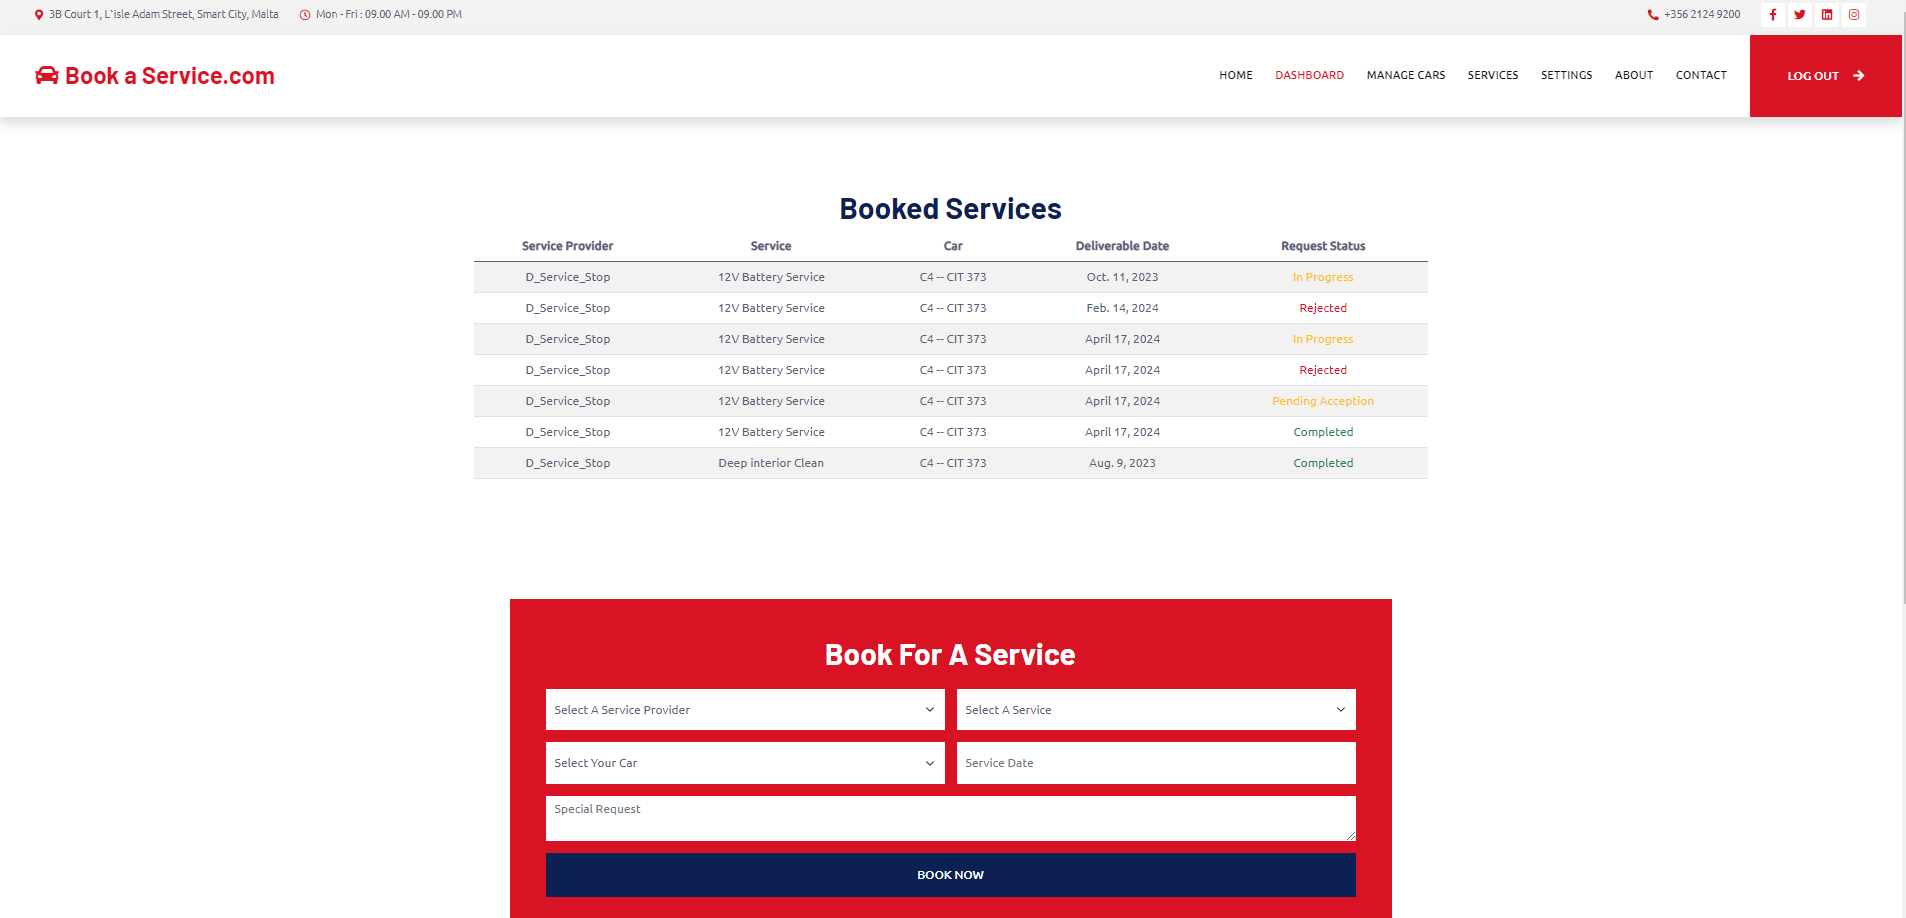 3B Court 1, L`isle Adam Street, Smart City, Malta Mon - Fri : 09.00 AM - 09.00 PM +356 2124 9200
Book a Service.com HOME DASHBOARD MANAGE CARS SERVICES SETTINGS ABOUT CONTACT LOG OUT
Booked Services
Service Provider Service Car Deliverable Date Request Status
D_Service_Stop 12V Battery Service C4 -- CIT 373 Oct. 11, 2023 In Progress
D_Service_Stop 12V Battery Service C4 -- CIT 373 Feb. 14, 2024 Rejected
D_Service_Stop 12V Battery Service C4 -- CIT 373 April 17, 2024 In Progress
D_Service_Stop 12V Battery Service C4 -- CIT 373 April 17, 2024 Rejected
D_Service_Stop 12V Battery Service C4 -- CIT 373 April 17, 2024 Pending Acception
D_Service_Stop 12V Battery Service C4 -- CIT 373 April 17, 2024 Completed
D_Service_Stop Deep interior Clean C4 -- CIT 373 Aug. 9, 2023 Completed
Book For A Service
Select A Service Provider Select A Service
Select Your Car Service Date
Special Request
BOOK NOW